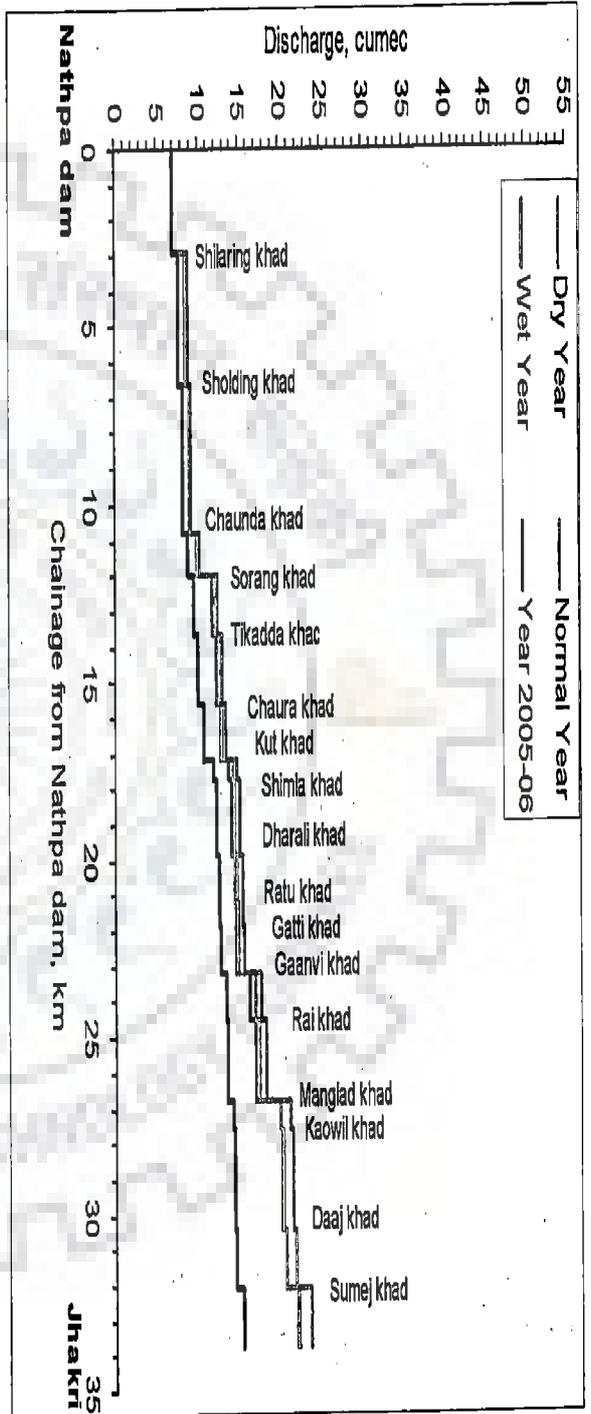 Dry Year
Normal Year
Wet Year
Year 2005-06
Discharge, cumec
55
50
45
40
35
30
25
20
15
10
5
0
Shilaring khad
Sholding khad
Chaunda khad
Sorang khad
Tikadda khac
Chaura khad
Kut khad
Shimla khad
Dharali khad
Ratu khad
Gatti khad
Gaanvi khad
Rai khad
Manglad khad
Kaowil khad
Daaj khad
Sumej khad
0 5 10 15 20 25 30 35
Nathpa dam
Chainage from Nathpa dam, km
Jhakri